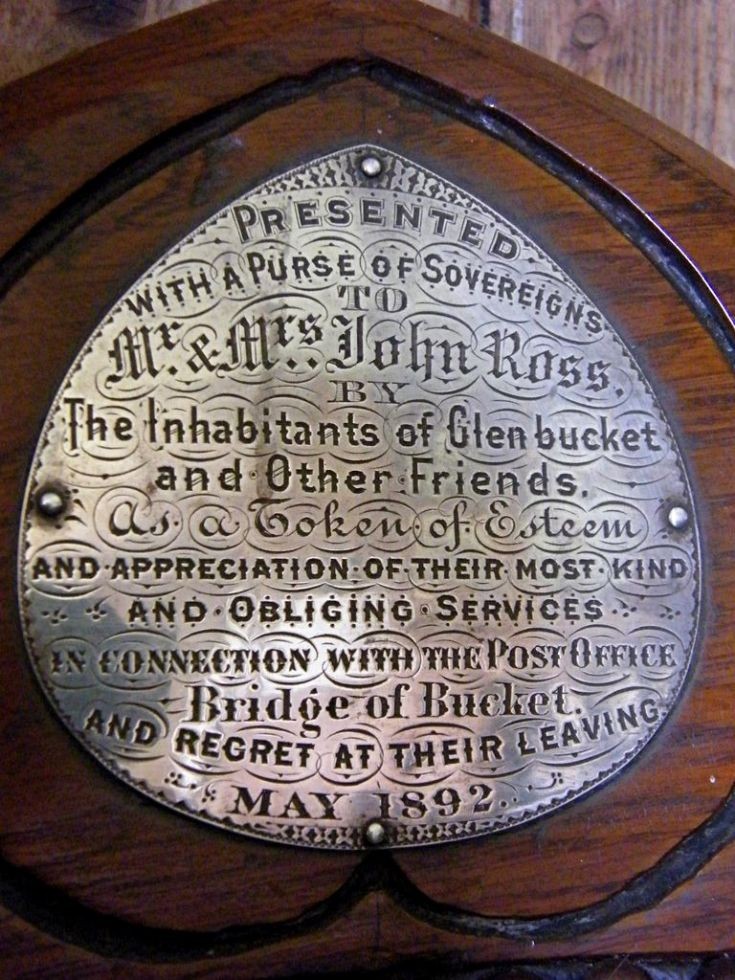 PRESENTED
WITH A PURSE OF SOVEREIGNS
TO
Mr. & Mrs. John Ross.
BY
The Inhabitants of Glenbucket
and Other Friends.
As a Token of Esteem
AND APPRECIATION OF THEIR MOST KIND
AND OBLIGING SERVICES
IN CONNECTION WITH THE POST OFFICE
Bridge of Bucket.
AND REGRET AT THEIR LEAVING.
MAY 1892.